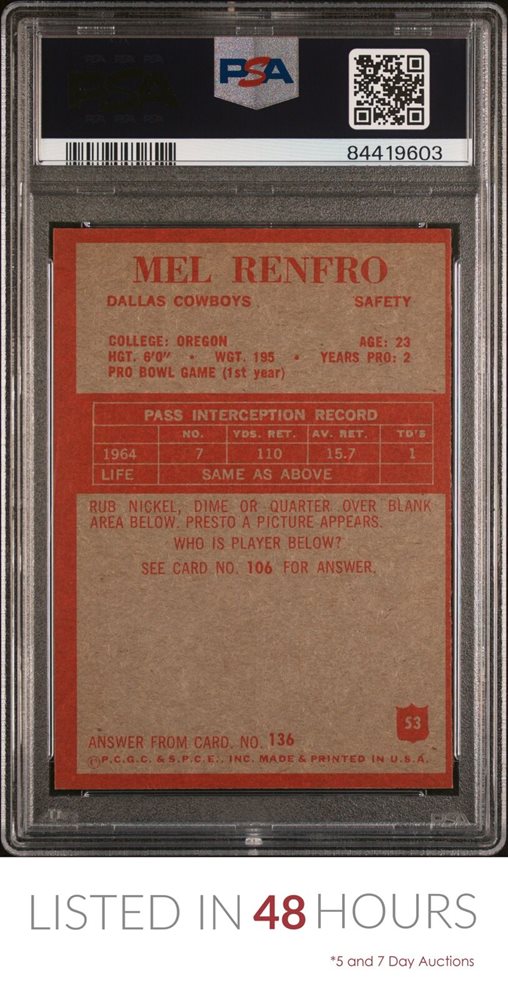 PSA
84419603
MEL RENFRO
DALLAS COWBOYS SAFETY
COLLEGE: OREGON AGE: 23
HGT. 6'0" • WGT. 195 • YEARS PRO: 2
PRO BOWL GAME (1st year)
PASS INTERCEPTION RECORD
NO. YDS. RET. AV. RET. TD'S
1964 7 110 15.7 1
LIFE SAME AS ABOVE
RUB NICKEL, DIME OR QUARTER OVER BLANK
AREA BELOW. PRESTO A PICTURE APPEARS.
WHO IS PLAYER BELOW?
SEE CARD NO. 106 FOR ANSWER.
53
ANSWER FROM CARD. NO. 136
©P.C.G.C. & S.P.C.E., INC. MADE & PRINTED IN U.S.A.
PSA
LISTED IN 48 HOURS
*5 and 7 Day Auctions